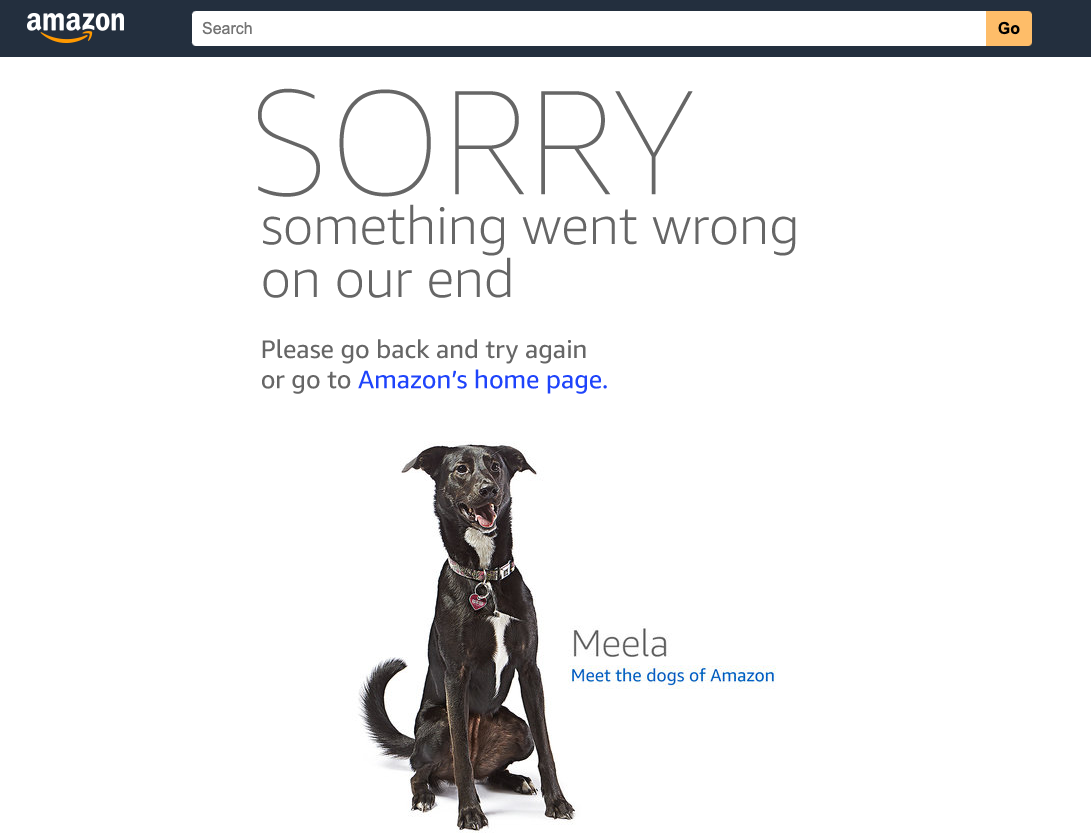 amazon
Search
Go
SORRY
something went wrong
on our end
Please go back and try again
or go to Amazon's home page.
Meela
Meet the dogs of Amazon